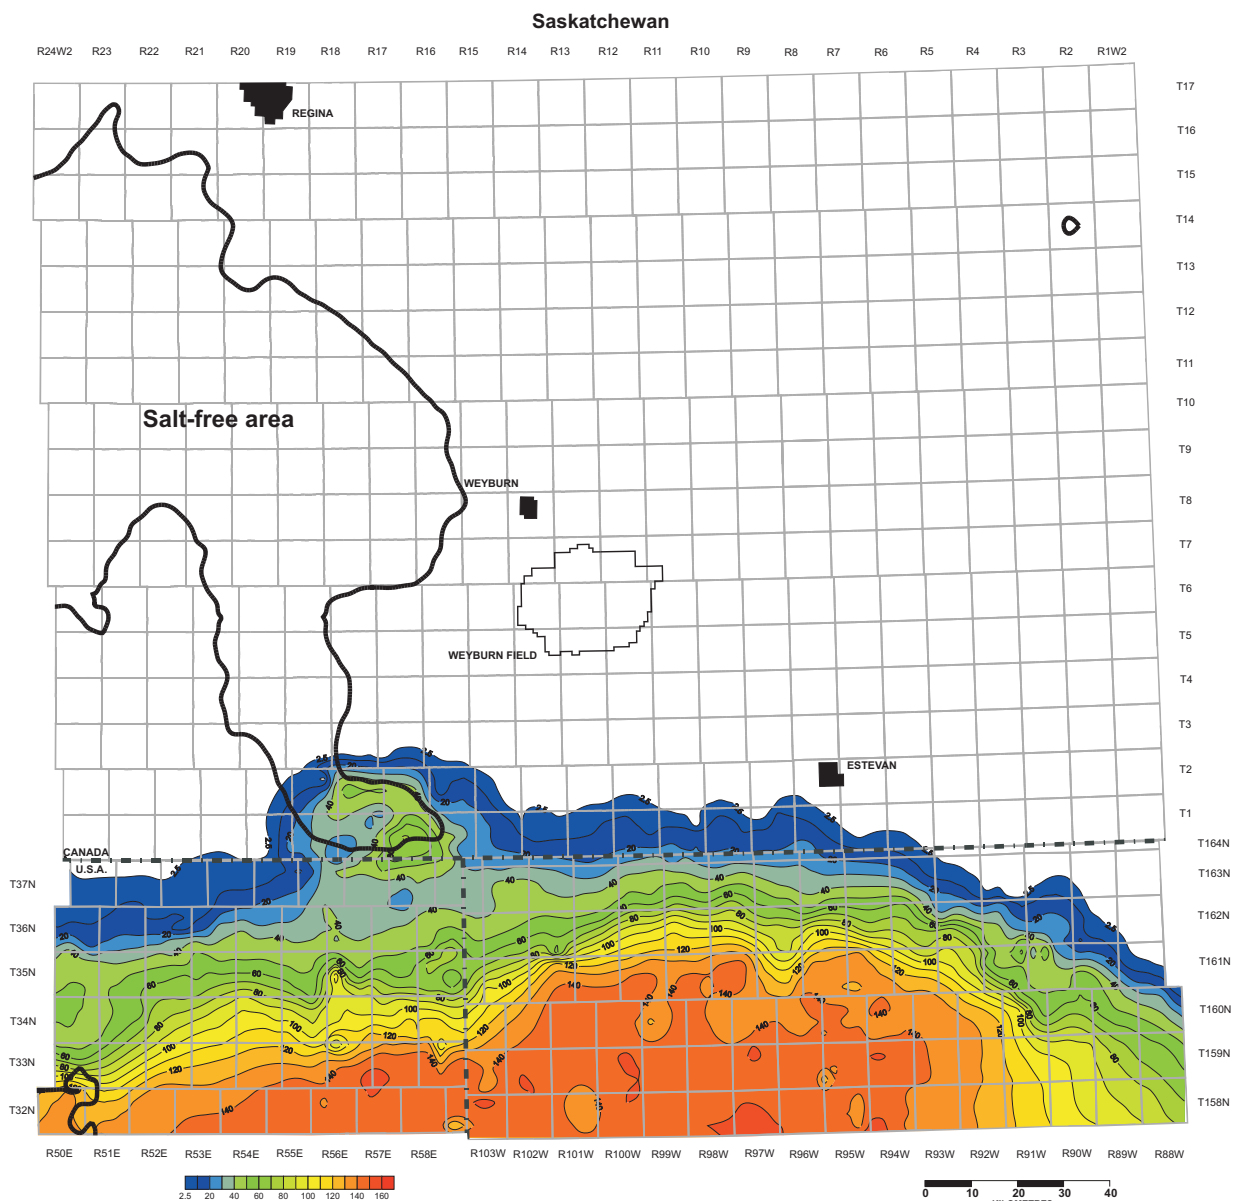 Saskatchewan
R24W2 R23 R22 R21 R20 R19 R18 R17 R16 R15 R14 R13 R12 R11 R10 R9 R8 R7 R6 R5 R4 R3 R2 R1W2
T17
REGINA
T16
T15
T14
T13
T12
T11
T10
Salt-free area
T9
WEYBURN
T8
T7
T6
T5
WEYBURN FIELD
T4
T3
ESTEVAN
T2
T1
CANADA
T164N
U.S.A.
T37N
T163N
T36N
T162N
T35N
T161N
T34N
T160N
T33N
T159N
T32N
T158N
R50E R51E R52E R53E R54E R55E R56E R57E R58E R103W R102W R101W R100W R99W R98W R97W R96W R95W R94W R93W R92W R91W R90W R89W R88W
2.5 20 40 60 80 100 120 140 160
0 10 20 30 40